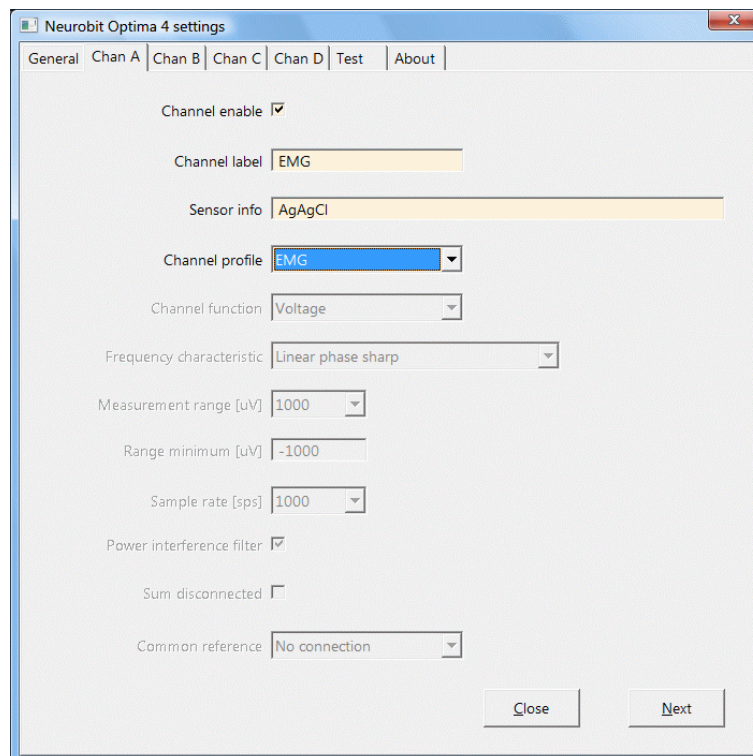 Neurobit Optima 4 settings
General Chan A Chan B Chan C Chan D Test About
Channel enable
Channel label EMG
Sensor info AgAgCl
Channel profile EMG
Channel function Voltage
Frequency characteristic Linear phase sharp
Measurement range [uV] 1000
Range minimum [uV] -1000
Sample rate [sps] 1000
Power interference filter
Sum disconnected
Common reference No connection
Close Next